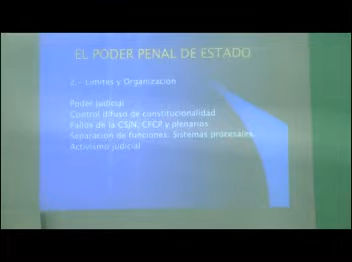 EL PODER PENAL DE ESTADO
2.- Limites y Organización
Poder judicial
Control difuso de constitucionalidad
Fallos de la CSJN, CFCP y plenarios
Separación de funciones. Sistemas procesales.
Activismo judicial